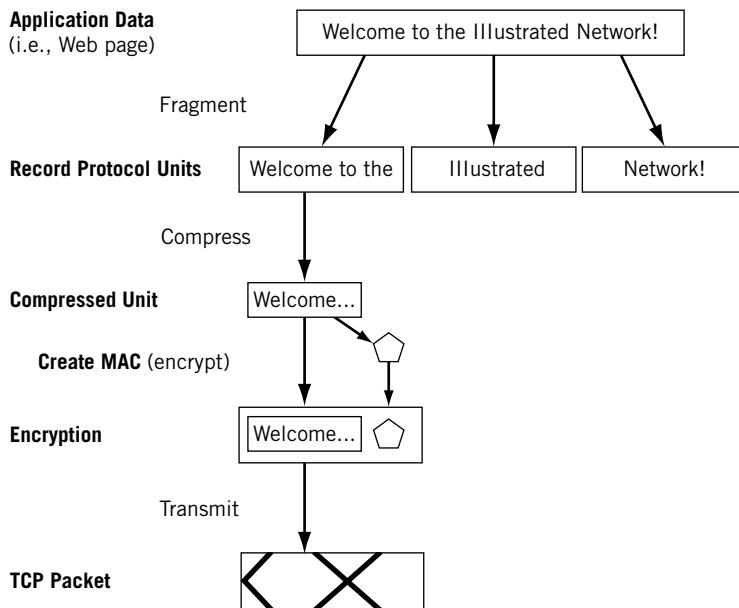 Application Data
(i.e., Web page)
Welcome to the Illustrated Network!
Fragment
Record Protocol Units
Welcome to the
Illustrated
Network!
Compress
Compressed Unit
Welcome...
Create MAC (encrypt)
Encryption
Welcome...
Transmit
TCP Packet